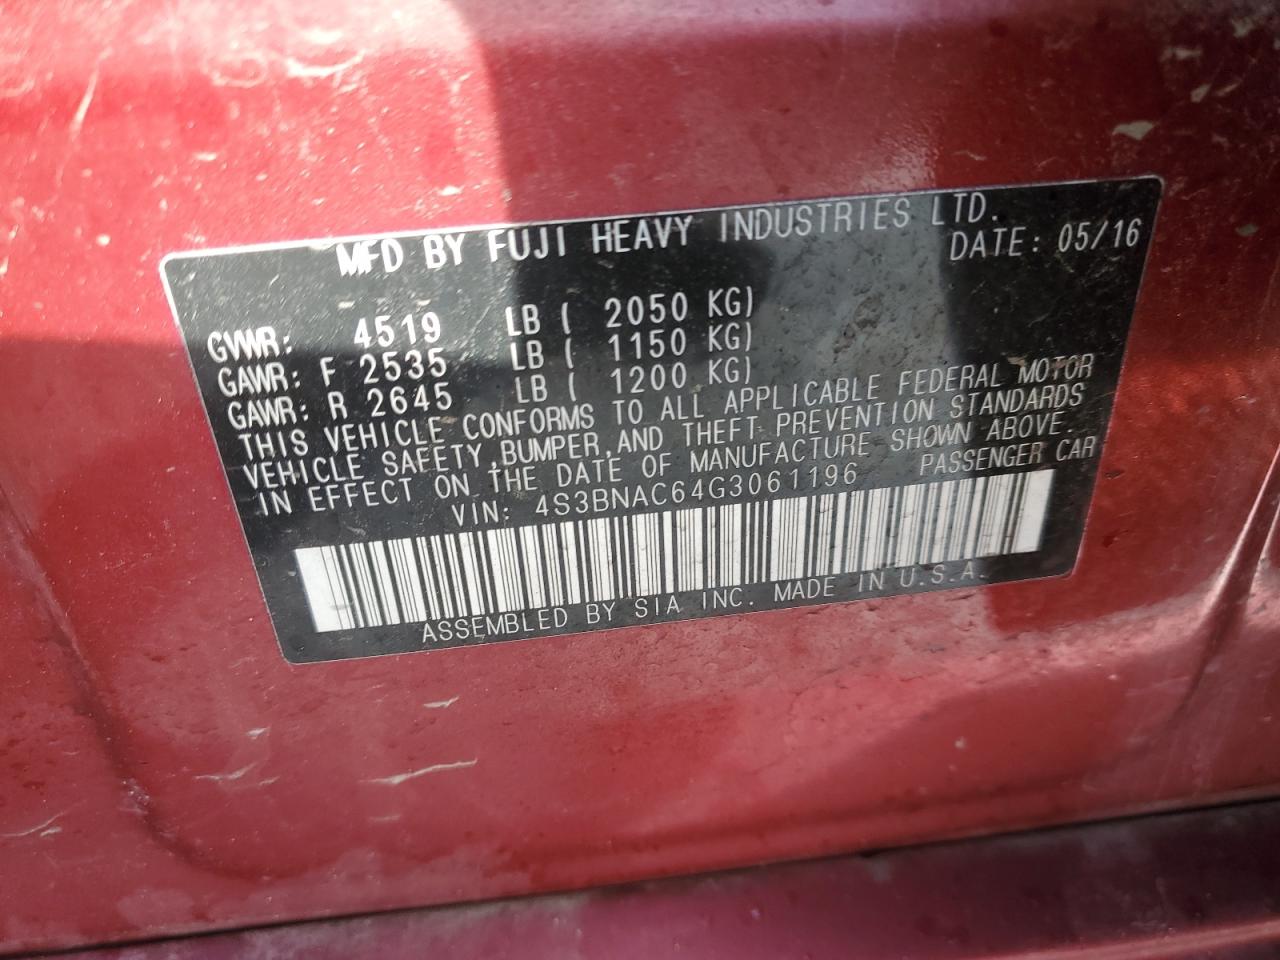 MFD BY FUJI HEAVY INDUSTRIES LTD.
DATE: 05/16
GVWR: 4519 LB ( 2050 KG)
GAWR: F 2535 LB ( 1150 KG)
GAWR: R 2645 LB ( 1200 KG)
THIS VEHICLE CONFORMS TO ALL APPLICABLE FEDERAL MOTOR
VEHICLE SAFETY,BUMPER,AND THEFT PREVENTION STANDARDS
IN EFFECT ON THE DATE OF MANUFACTURE SHOWN ABOVE.
VIN: 4S3BNAC64G3061196 PASSENGER CAR
ASSEMBLED BY SIA INC. MADE IN U.S.A.